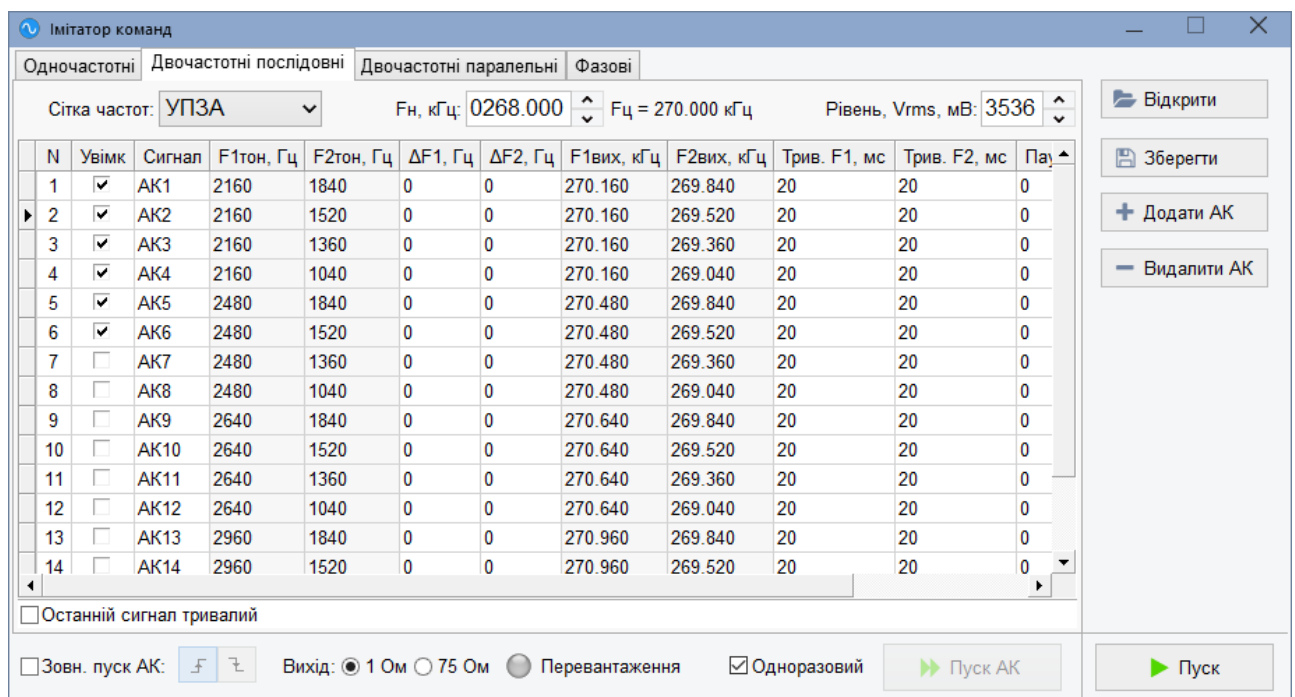 Імітатор команд
Одночастотні Двочастотні послідовні Двочастотні паралельні Фазові
Сітка частот: УПЗА Fн, кГц: 0268.000 Fц = 270.000 кГц Рівень, Vrms, мВ: 3536
Відкрити
Зберегти
Додати АК
Видалити АК
N Увімк Сигнал F1тон, Гц F2тон, Гц ΔF1, Гц ΔF2, Гц F1вих, кГц F2вих, кГц Трив. F1, мс Трив. F2, мс Пау
1 АК1 2160 1840 0 0 270.160 269.840 20 20 0
2 АК2 2160 1520 0 0 270.160 269.520 20 20 0
3 АК3 2160 1360 0 0 270.160 269.360 20 20 0
4 АК4 2160 1040 0 0 270.160 269.040 20 20 0
5 АК5 2480 1840 0 0 270.480 269.840 20 20 0
6 АК6 2480 1520 0 0 270.480 269.520 20 20 0
7 АК7 2480 1360 0 0 270.480 269.360 20 20 0
8 АК8 2480 1040 0 0 270.480 269.040 20 20 0
9 АК9 2640 1840 0 0 270.640 269.840 20 20 0
10 АК10 2640 1520 0 0 270.640 269.520 20 20 0
11 АК11 2640 1360 0 0 270.640 269.360 20 20 0
12 АК12 2640 1040 0 0 270.640 269.040 20 20 0
13 АК13 2960 1840 0 0 270.960 269.840 20 20 0
14 АК14 2960 1520 0 0 270.960 269.520 20 20 0
Останній сигнал тривалий
Зовн. пуск АК: Вихід: 1 Ом 75 Ом Перевантаження Одноразовий Пуск АК Пуск